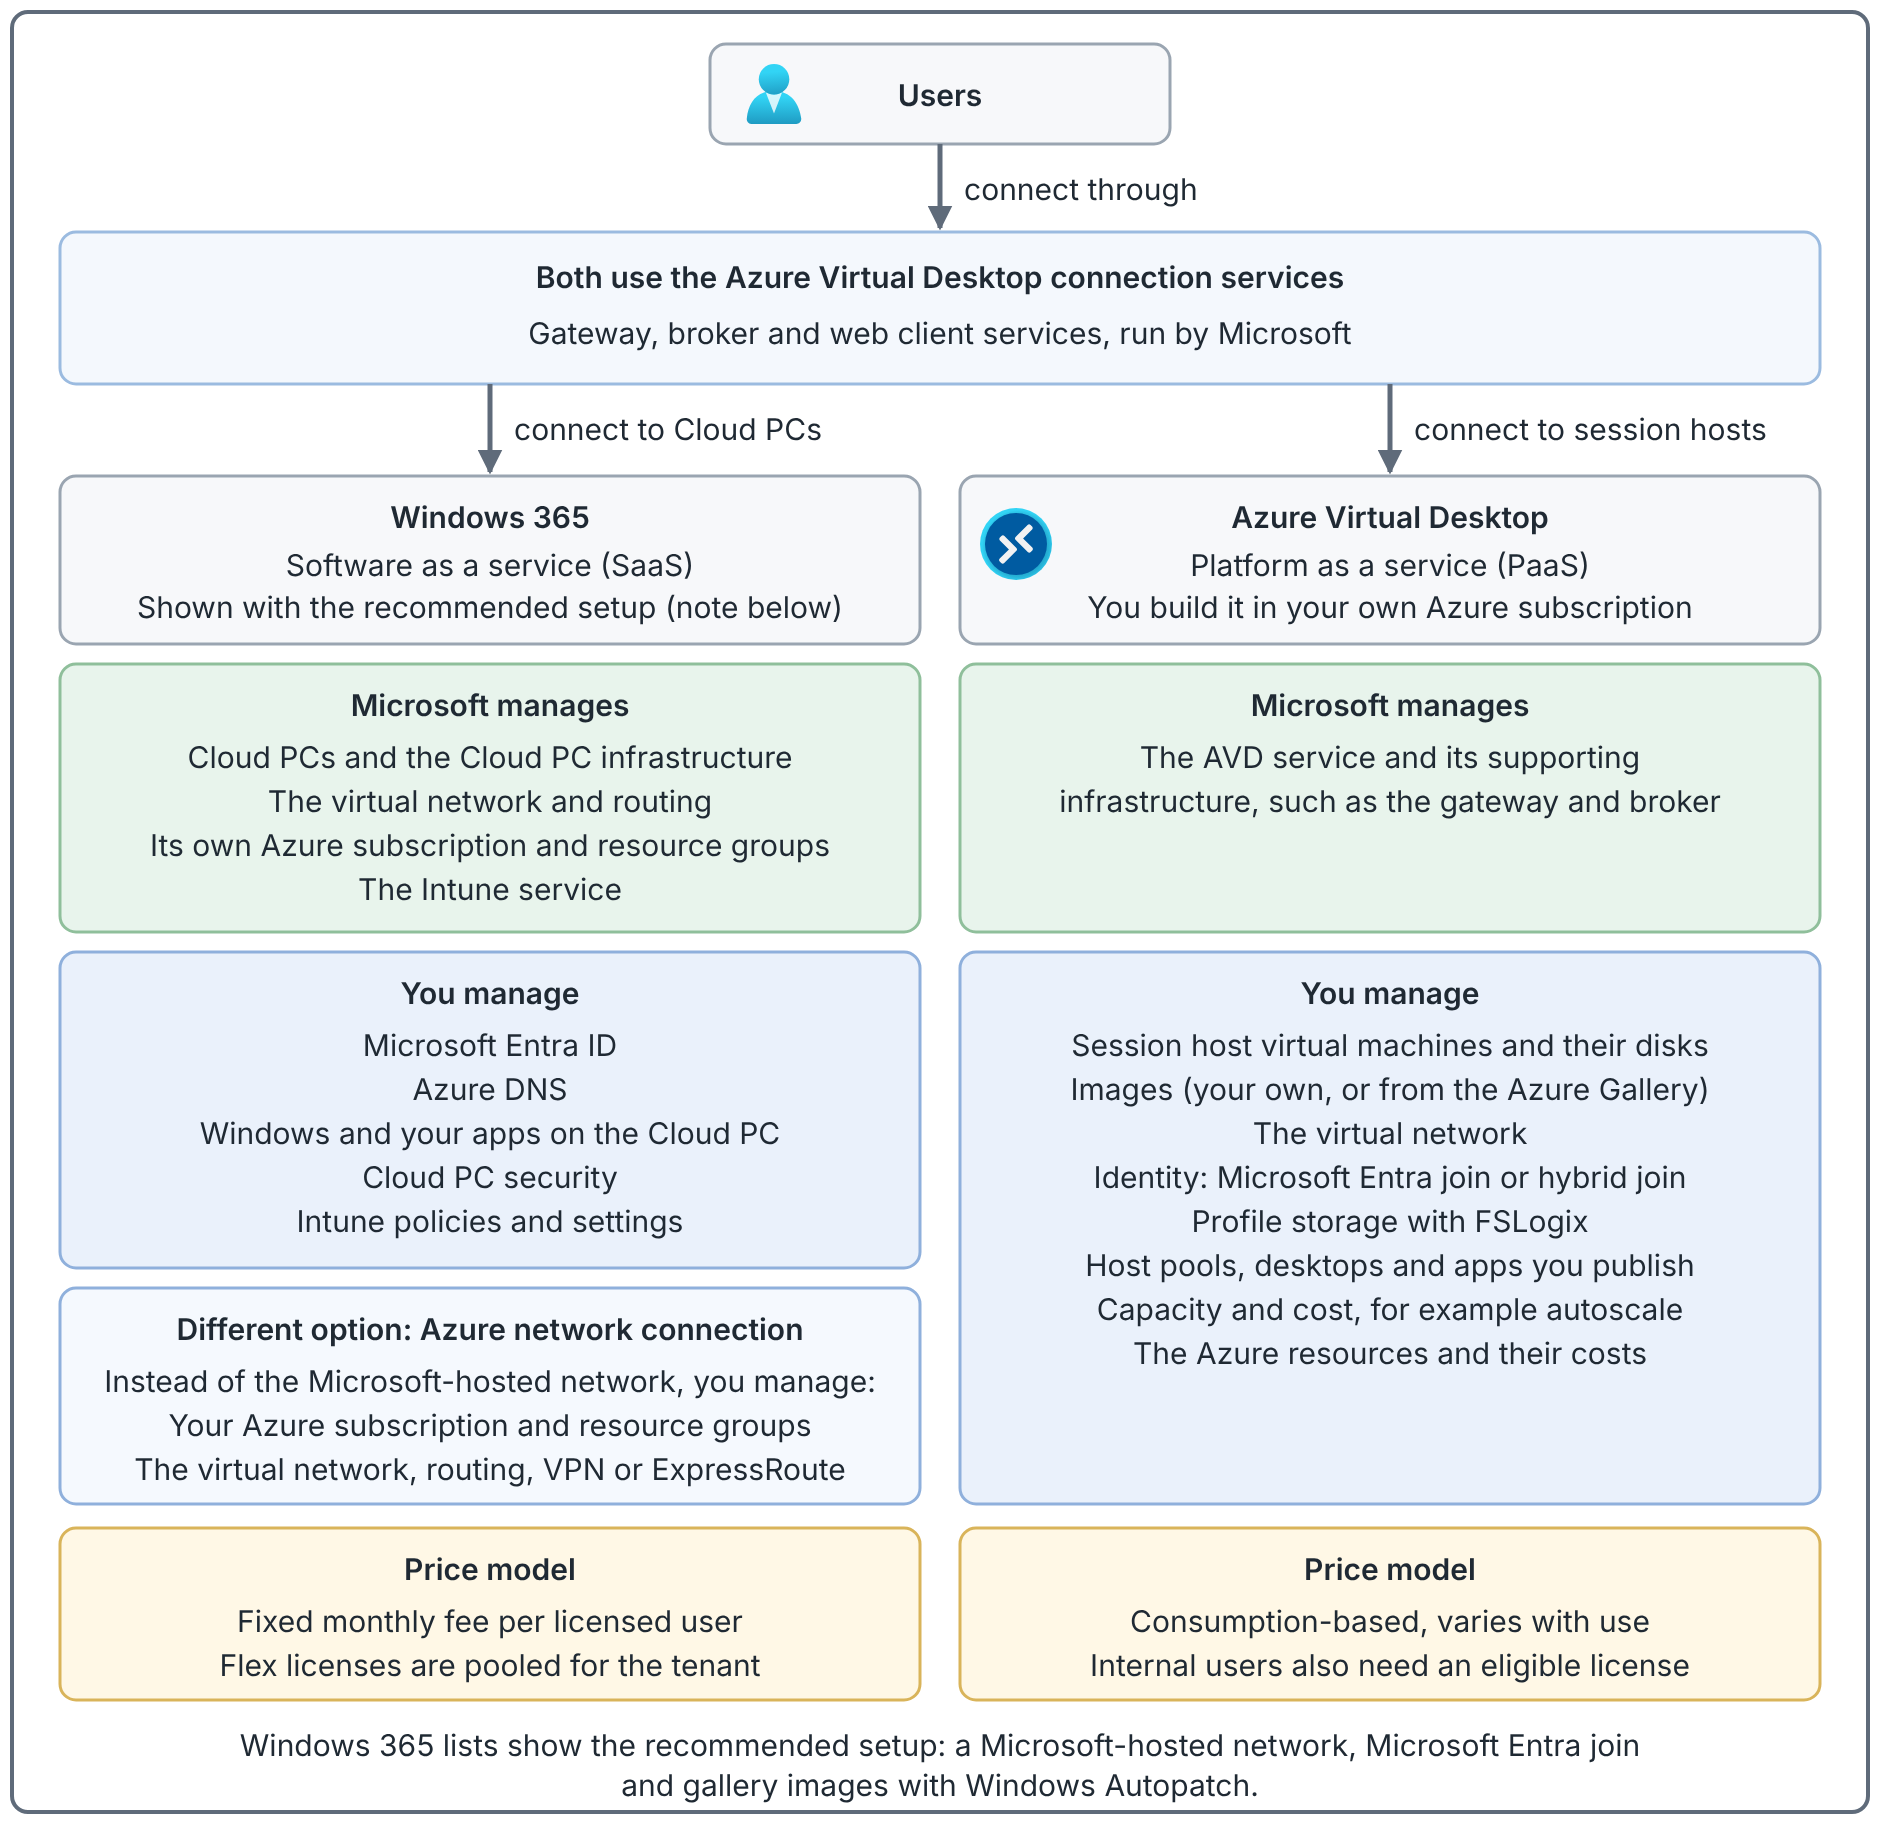 Users
connect through
Both use the Azure Virtual Desktop connection services
Gateway, broker and web client services, run by Microsoft
connect to Cloud PCs
connect to session hosts
Windows 365
Software as a service (SaaS)
Shown with the recommended setup (note below)
Azure Virtual Desktop
Platform as a service (PaaS)
You build it in your own Azure subscription
Microsoft manages
Cloud PCs and the Cloud PC infrastructure
The virtual network and routing
Its own Azure subscription and resource groups
The Intune service
Microsoft manages
The AVD service and its supporting
infrastructure, such as the gateway and broker
You manage
Microsoft Entra ID
Azure DNS
Windows and your apps on the Cloud PC
Cloud PC security
Intune policies and settings
Different option: Azure network connection
Instead of the Microsoft-hosted network, you manage:
Your Azure subscription and resource groups
The virtual network, routing, VPN or ExpressRoute
You manage
Session host virtual machines and their disks
Images (your own, or from the Azure Gallery)
The virtual network
Identity: Microsoft Entra join or hybrid join
Profile storage with FSLogix
Host pools, desktops and apps you publish
Capacity and cost, for example autoscale
The Azure resources and their costs
Price model
Fixed monthly fee per licensed user
Flex licenses are pooled for the tenant
Price model
Consumption-based, varies with use
Internal users also need an eligible license
Windows 365 lists show the recommended setup: a Microsoft-hosted network, Microsoft Entra join
and gallery images with Windows Autopatch.